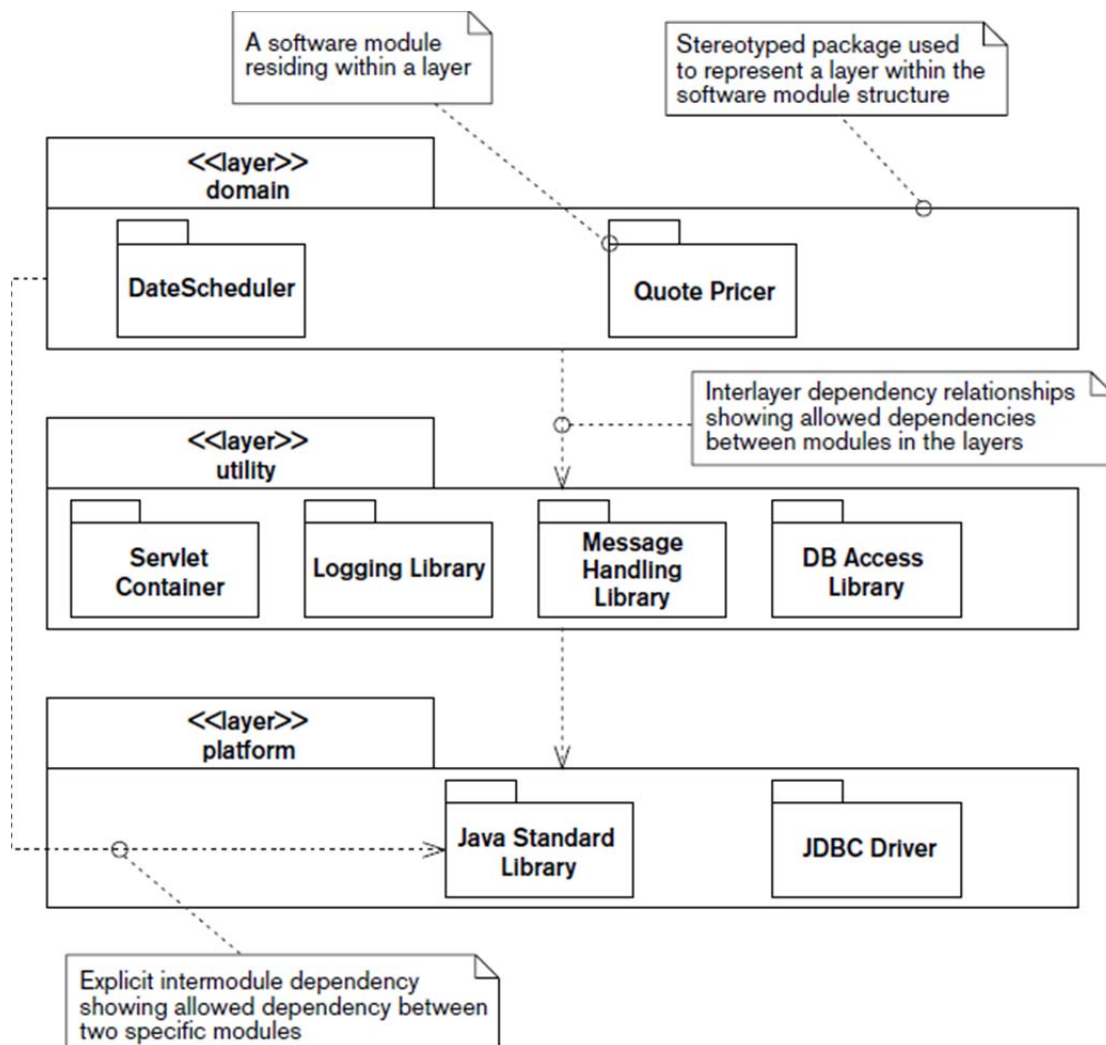 A software module
residing within a layer
Stereotyped package used
to represent a layer within the
software module structure
<<layer>>
domain
DateScheduler
Quote Pricer
Interlayer dependency relationships
showing allowed dependencies
between modules in the layers
<<layer>>
utility
Servlet
Container
Logging Library
Message
Handling
Library
DB Access
Library
<<layer>>
platform
Java Standard
Library
JDBC Driver
Explicit intermodule dependency
showing allowed dependency between
two specific modules